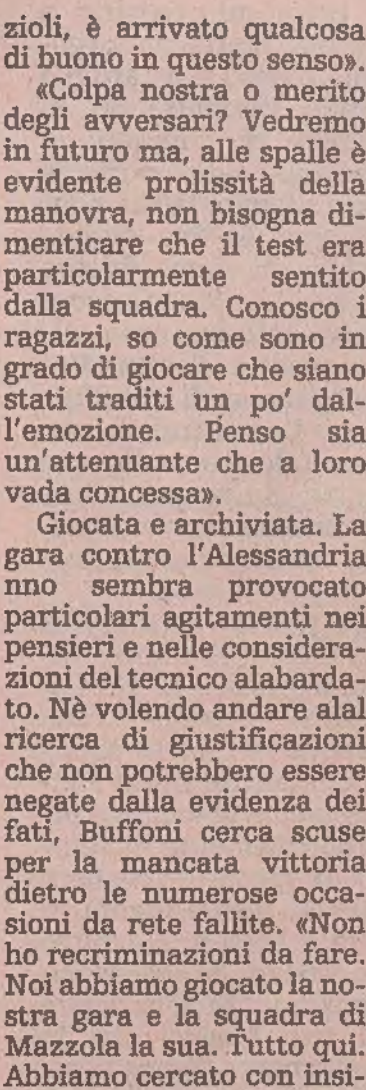 zioli, è arrivato qualcosa
di buono in questo senso».
«Colpa nostra o merito
degli avversari? Vedremo
in futuro ma, alle spalle è
evidente prolissità della
manovra, non bisogna di-
menticare che il test era
particolarmente sentito
dalla squadra. Conosco i
ragazzi, so come sono in
grado di giocare che siano
stati traditi un po' dal-
l'emozione. Penso sia
un'attenuante che a loro
vada concessa».
Giocata e archiviata. La
gara contro l'Alessandria
nno sembra provocato
particolari agitamenti nei
pensieri e nelle considera-
zioni del tecnico alabarda-
to. Nè volendo andare alal
ricerca di giustificazioni
che non potrebbero essere
negate dalla evidenza dei
fati, Buffoni cerca scuse
per la mancata vittoria
dietro le numerose occa-
sioni da rete fallite. «Non
ho recriminazioni da fare.
Noi abbiamo giocato la no-
stra gara e la squadra di
Mazzola la sua. Tutto qui.
Abbiamo cercato con insi-